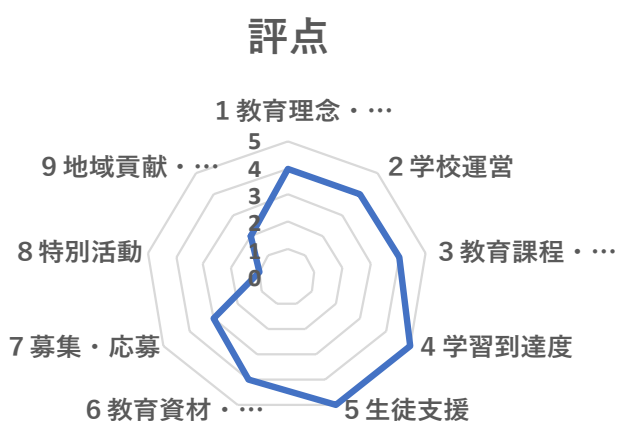 評点
1 教育理念・…
2 学校運営
3 教育課程・…
4 学習到達度
5 生徒支援
6 教育資材・…
7 募集・応募
8 特別活動
9 地域貢献・…
5
4
3
2
1
0